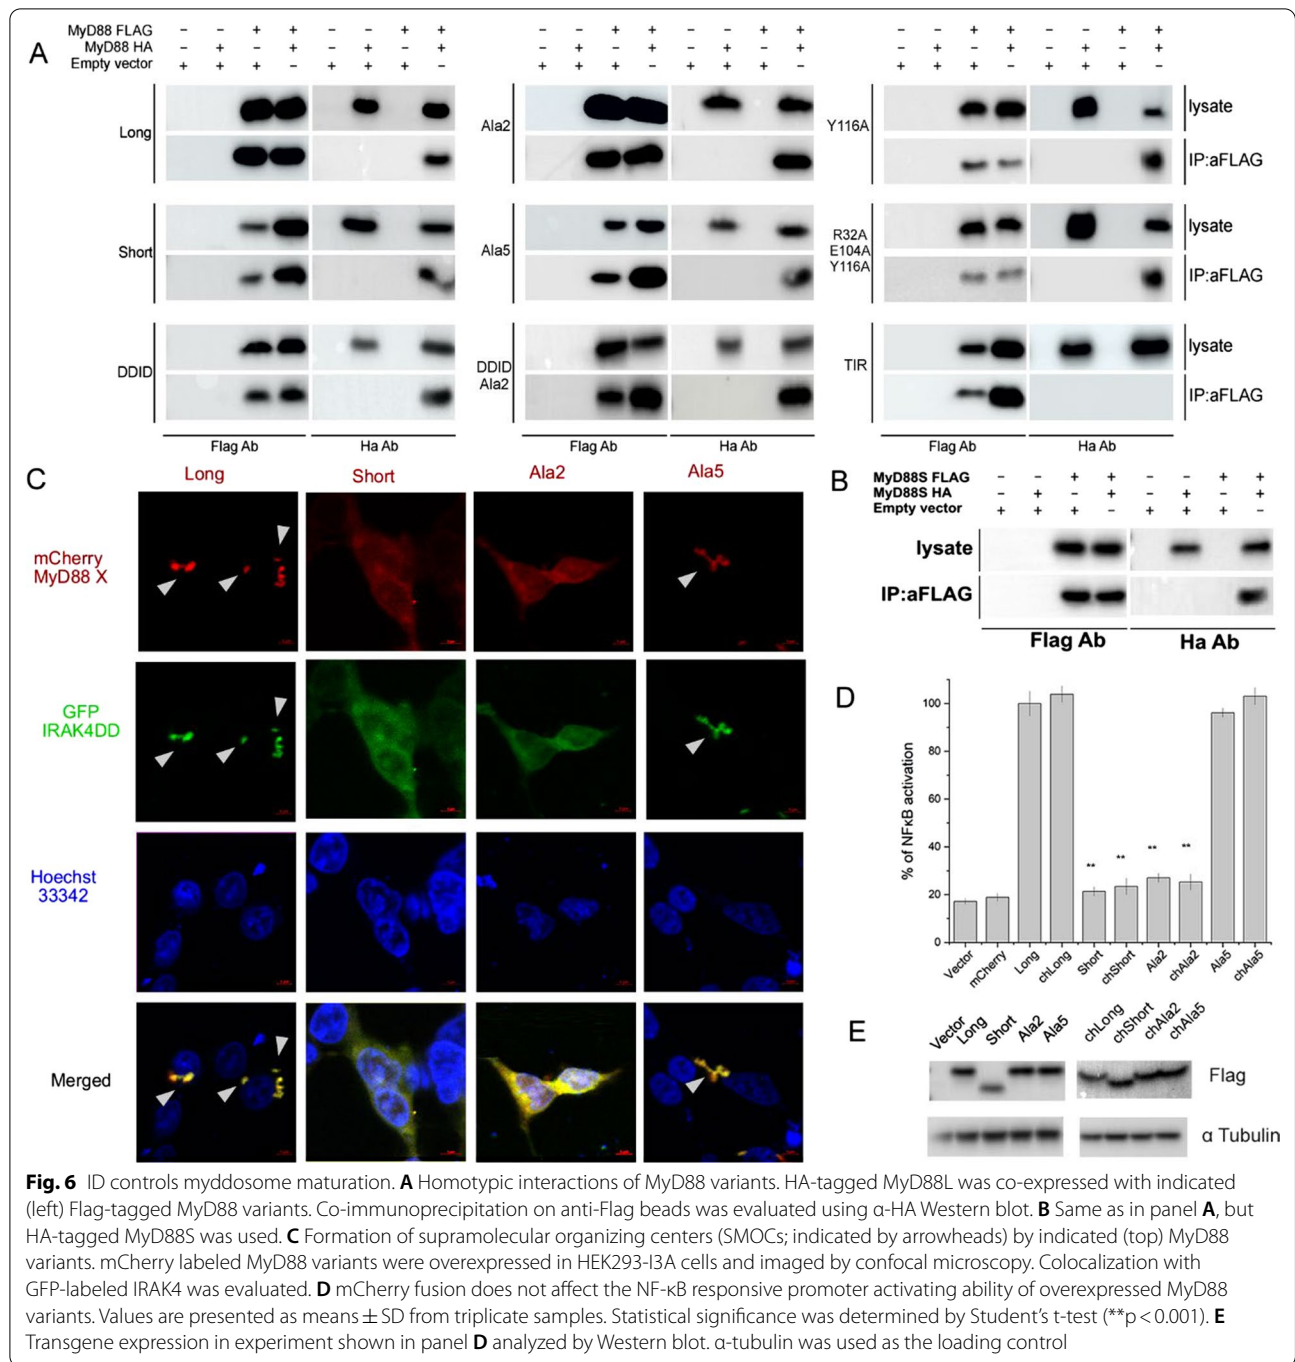 A
MyD88 FLAG - - + + - - + + - - + + - - + + - - + + - - + +
MyD88 HA - + - + - + - + - + - + - + - + - + - + - + - +
Empty vector + + + - + + + - + + + - + + + - + + + - + + + -
Long
Ala2
Y116A
lysate
IP:aFLAG
Short
Ala5
R32A
E104A
Y116A
lysate
IP:aFLAG
DDID
DDID
Ala2
TIR
lysate
IP:aFLAG
Flag Ab Ha Ab Flag Ab Ha Ab Flag Ab Ha Ab
C
Long Short Ala2 Ala5
mCherry
MyD88 X
GFP
IRAK4DD
Hoechst
33342
Merged
B
MyD88S FLAG - - + + - - + +
MyD88S HA - + - + - + - +
Empty vector + + + - + + + -
lysate
IP:aFLAG
Flag Ab Ha Ab
D
% of NFκB activation
100
80
60
40
20
0
** ** ** **
Vector mCherry Long chLong Short chShort Ala2 chAla2 Ala5 chAla5
E
Vector Long Short Ala2 Ala5 chLong chShort chAla2 chAla5
Flag
α Tubulin
Fig. 6 ID controls myddosome maturation. A Homotypic interactions of MyD88 variants. HA-tagged MyD88L was co-expressed with indicated
(left) Flag-tagged MyD88 variants. Co-immunoprecipitation on anti-Flag beads was evaluated using α-HA Western blot. B Same as in panel A, but
HA-tagged MyD88S was used. C Formation of supramolecular organizing centers (SMOCs; indicated by arrowheads) by indicated (top) MyD88
variants. mCherry labeled MyD88 variants were overexpressed in HEK293-I3A cells and imaged by confocal microscopy. Colocalization with
GFP-labeled IRAK4 was evaluated. D mCherry fusion does not affect the NF-κB responsive promoter activating ability of overexpressed MyD88
variants. Values are presented as means ± SD from triplicate samples. Statistical significance was determined by Student's t-test (**p < 0.001). E
Transgene expression in experiment shown in panel D analyzed by Western blot. α-tubulin was used as the loading control